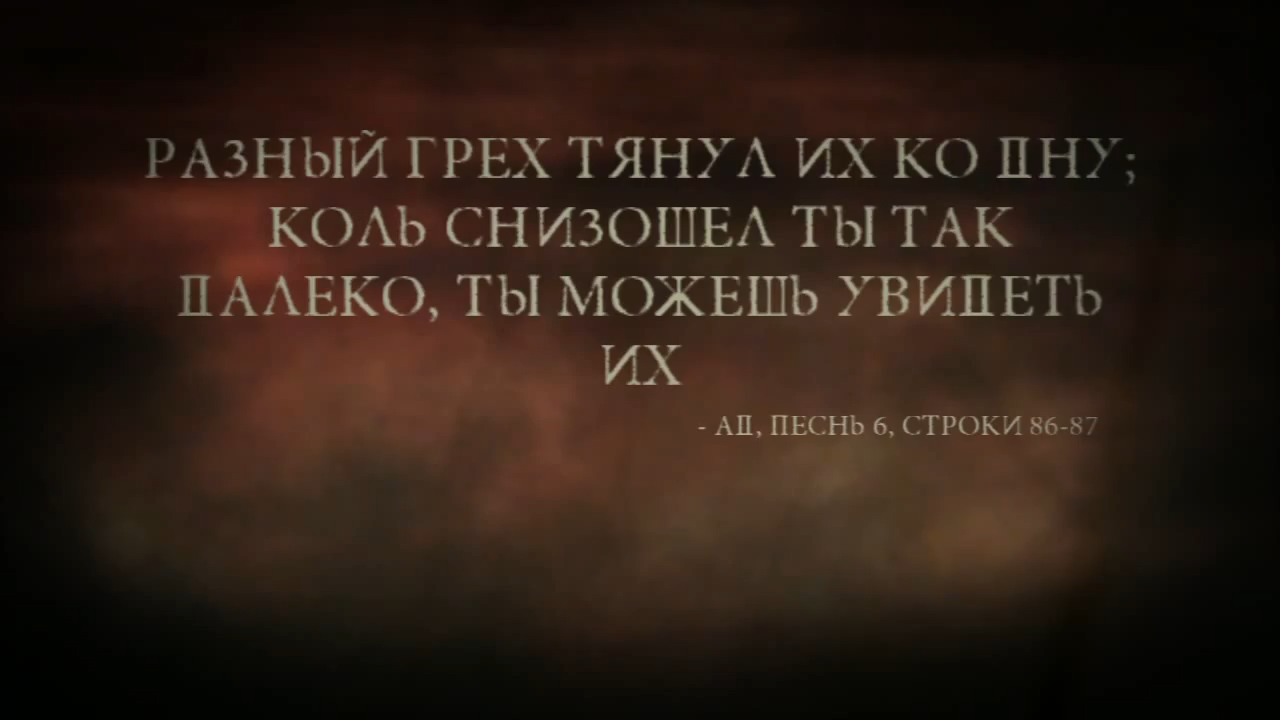 РАЗНЫЙ ГРЕХ ТЯНУЛ ИХ КО ДНУ;
КОЛЬ СНИЗОШЕЛ ТЫ ТАК
ДАЛЕКО, ТЫ МОЖЕШЬ УВИДЕТЬ
ИХ
- АД, ПЕСНЬ 6, СТРОКИ 86-87